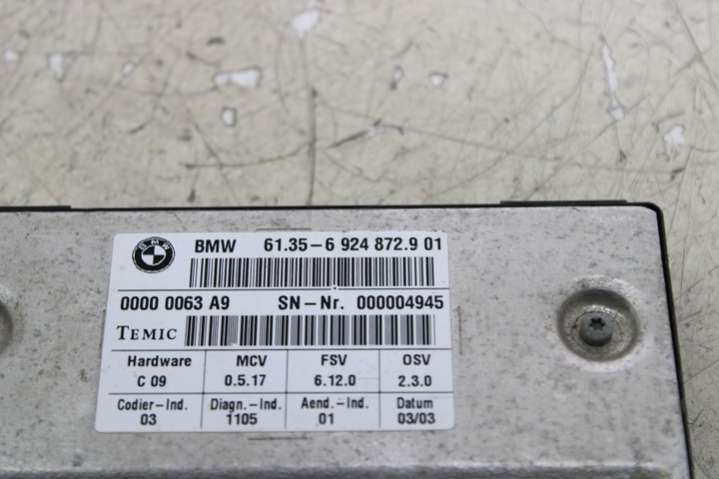 BMW
BMW 61.35-6 924 872.9 01
0000 0063 A9 SN-Nr. 000004945
TEMIC
Hardware MCV FSV OSV
C 09 0.5.17 6.12.0 2.3.0
Codier-Ind. Diagn.-Ind. Aend.-Ind. Datum
03 1105 01 03/03